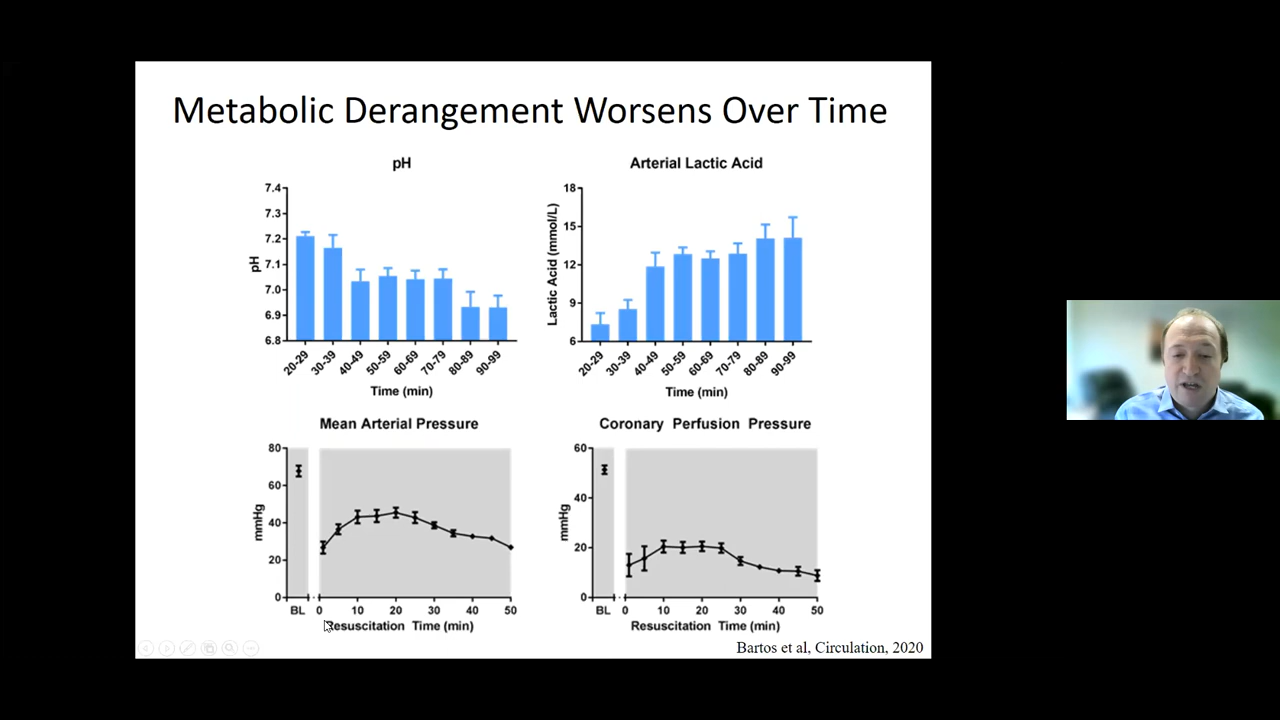 Metabolic Derangement Worsens Over Time
pH
7.4
7.3
7.2
7.1
7.0
6.9
6.8
pH
20-29
30-39
40-49
50-59
60-69
70-79
80-89
90-99
Time (min)
Arterial Lactic Acid
18
15
12
9
6
Lactic Acid (mmol/L)
20-29
30-39
40-49
50-59
60-69
70-79
80-89
90-99
Time (min)
Mean Arterial Pressure
80
60
40
20
0
mmHg
BL 0 10 20 30 40 50
Resuscitation Time (min)
Coronary Perfusion Pressure
60
40
20
0
mmHg
BL 0 10 20 30 40 50
Resuscitation Time (min)
Bartos et al, Circulation, 2020